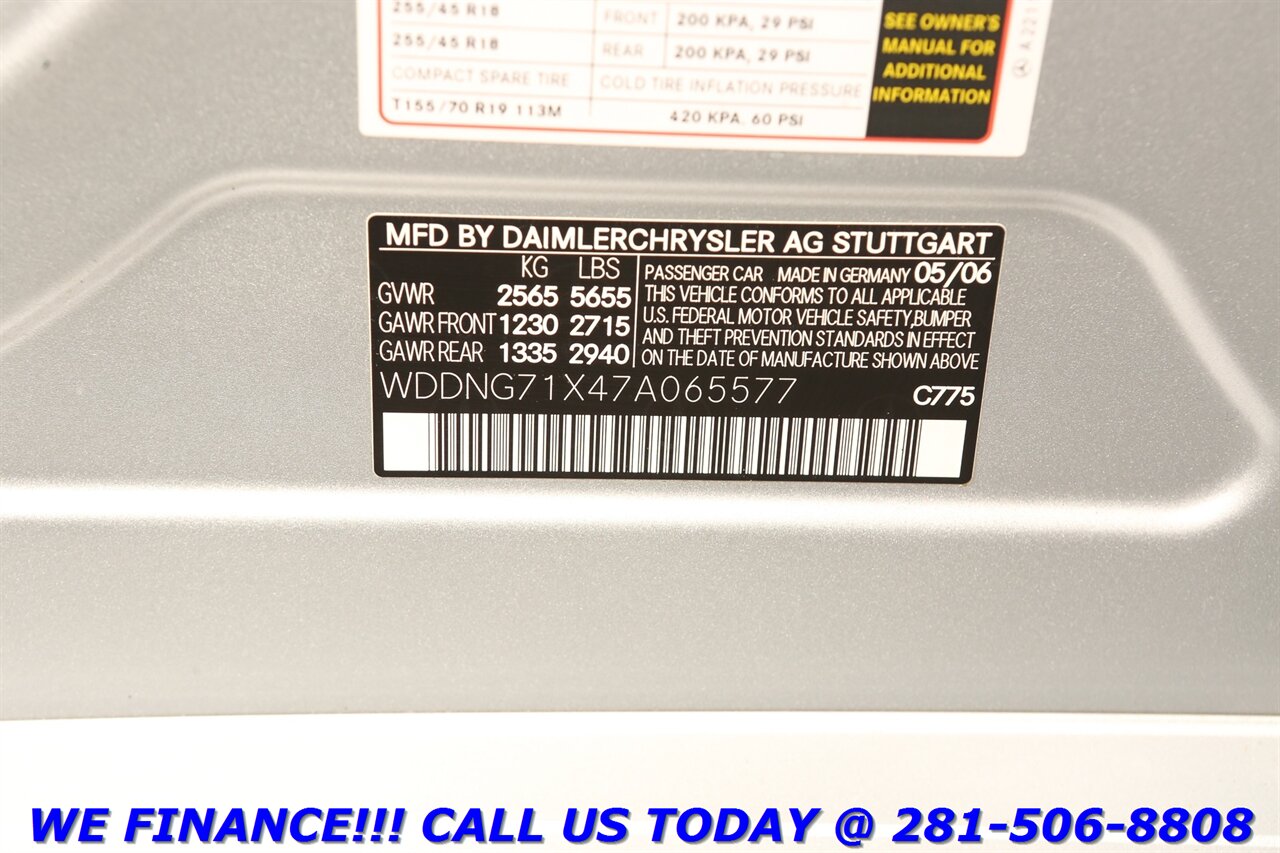 255/45 R18 FRONT 200 KPA, 29 PSI
255/45 R18 REAR 200 KPA, 29 PSI
COMPACT SPARE TIRE COLD TIRE INFLATION PRESSURE
T155/70 R19 113M 420 KPA. 60 PSI
SEE OWNER'S
MANUAL FOR
ADDITIONAL
INFORMATION
A 221
MFD BY DAIMLERCHRYSLER AG STUTTGART
KG LBS
GVWR 2565 5655
GAWR FRONT 1230 2715
GAWR REAR 1335 2940
PASSENGER CAR MADE IN GERMANY 05/06
THIS VEHICLE CONFORMS TO ALL APPLICABLE
U.S. FEDERAL MOTOR VEHICLE SAFETY,BUMPER
AND THEFT PREVENTION STANDARDS IN EFFECT
ON THE DATE OF MANUFACTURE SHOWN ABOVE
WDDNG71X47A065577 C775
WE FINANCE!!! CALL US TODAY @ 281-506-8808